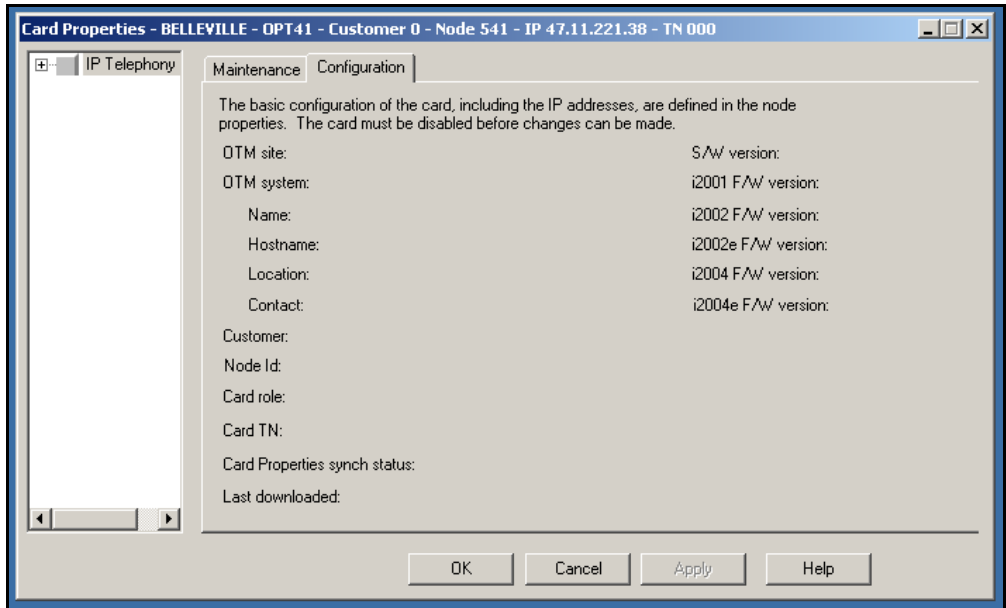 Card Properties - BELLEVILLE - OPT41 - Customer 0 - Node 541 - IP 47.11.221.38 - TN 000
IP Telephony
Maintenance
Configuration
The basic configuration of the card, including the IP addresses, are defined in the node
properties. The card must be disabled before changes can be made.
OTM site:
S/W version:
OTM system:
i2001 F/W version:
Name:
i2002 F/W version:
Hostname:
i2002e F/W version:
Location:
i2004 F/W version:
Contact:
i2004e F/W version:
Customer:
Node Id:
Card role:
Card TN:
Card Properties synch status:
Last downloaded:
OK
Cancel
Apply
Help